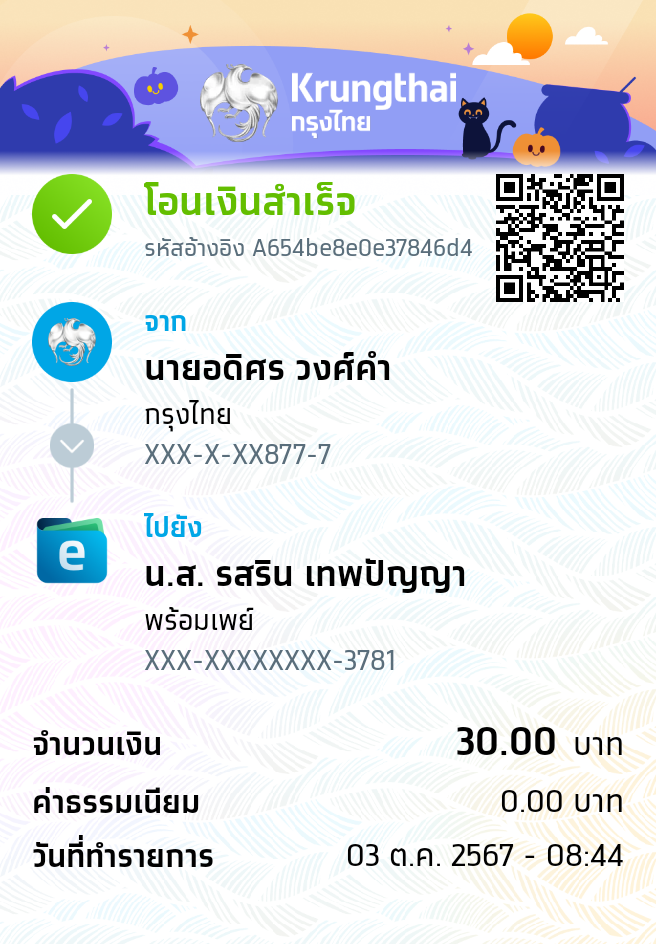 Krungthai
กรุงไทย
โอนเงินสำเร็จ
รหัสอ้างอิง A654be8e0e37846d4
จาก
นายอดิศร วงศ์คำ
กรุงไทย
XXX-X-XX877-7
ไปยัง
e
น.ส. รสริน เทพปัญญา
พร้อมเพย์
XXX-XXXXXXXX-3781
จำนวนเงิน 30.00 บาท
ค่าธรรมเนียม 0.00 บาท
วันที่ทำรายการ 03 ต.ค. 2567 - 08:44